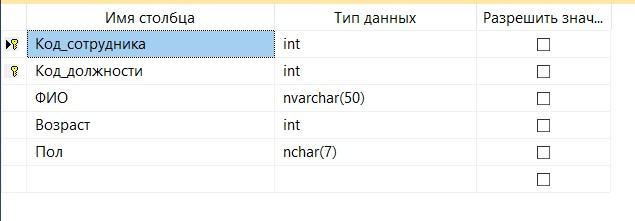 Имя столбца Тип данных Разрешить знач...
Код_сотрудника int
Код_должности int
ФИО nvarchar(50)
Возраст int
Пол nchar(7)